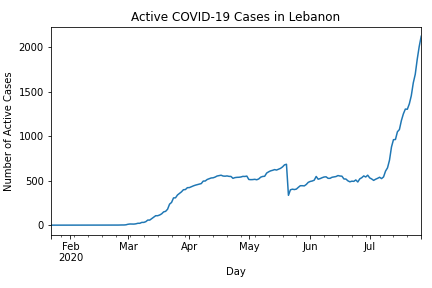 Active COVID-19 Cases in Lebanon
Number of Active Cases
2000
1500
1000
500
0
Feb
2020
Mar
Apr
May
Jun
Jul
Day